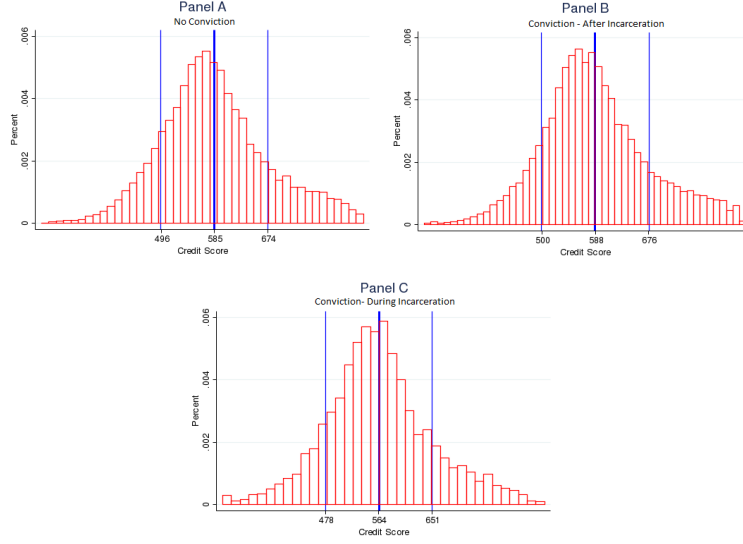 Panel A
No Conviction
.006
.004
.002
0
Percent
496 585 674
Credit Score
Panel B
Conviction - After Incarceration
.006
.004
.002
0
Percent
500 588 676
Credit Score
Panel C
Conviction- During Incarceration
.006
.004
.002
0
Percent
478 564 651
Credit Score